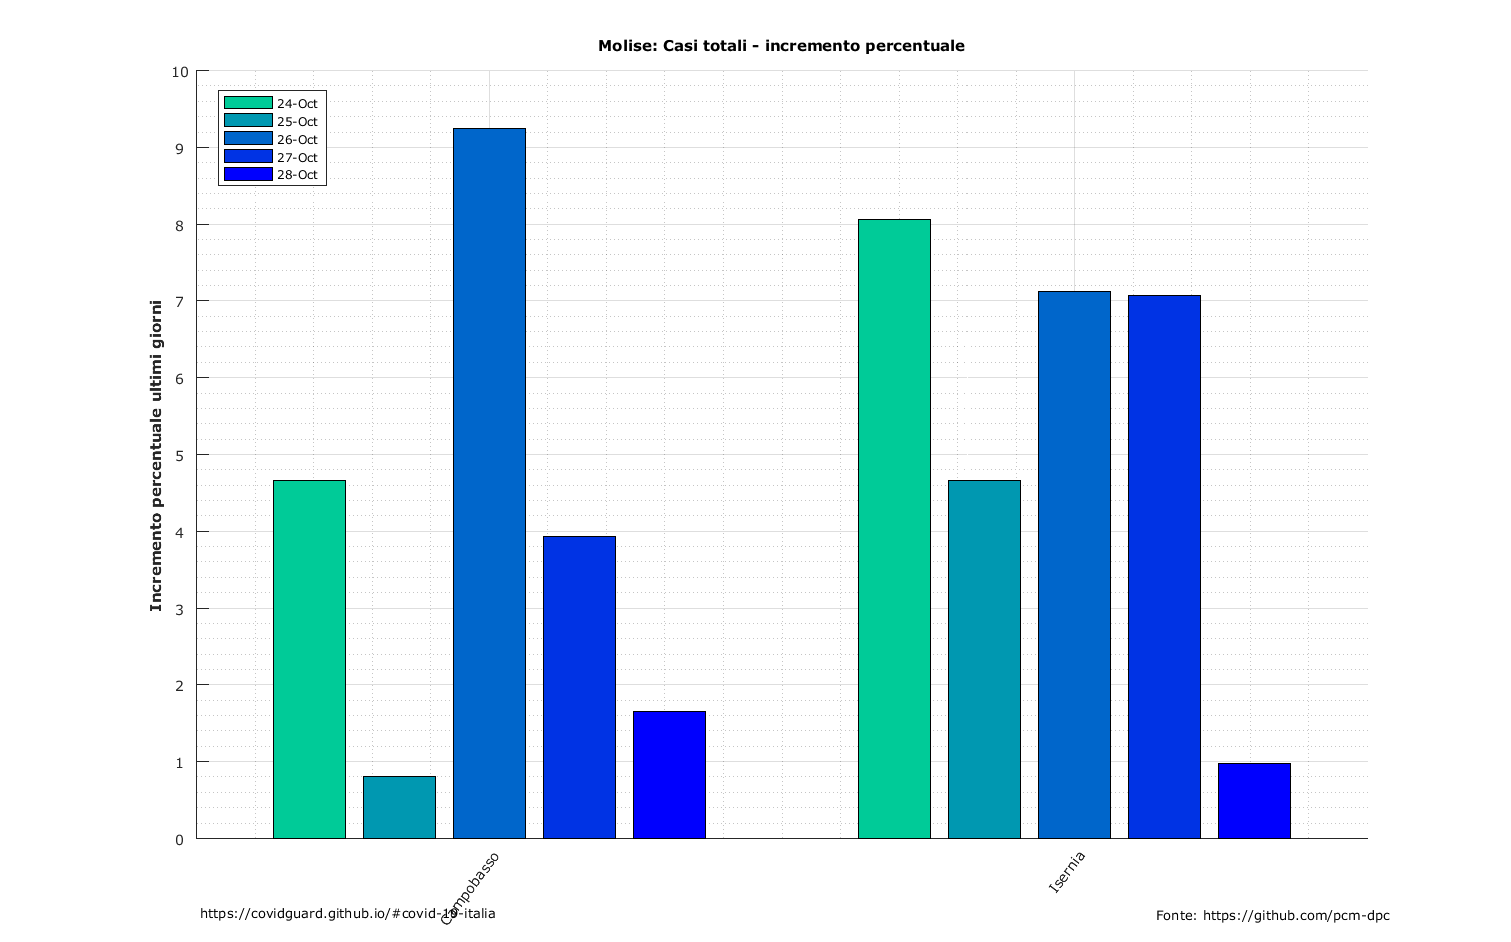 Molise: Casi totali - incremento percentuale
10
9
8
7
6
5
4
3
2
1
0
Incremento percentuale ultimi giorni
24-Oct
25-Oct
26-Oct
27-Oct
28-Oct
Campobasso
Isernia
https://covidguard.github.io/#covid-19-italia
Fonte: https://github.com/pcm-dpc